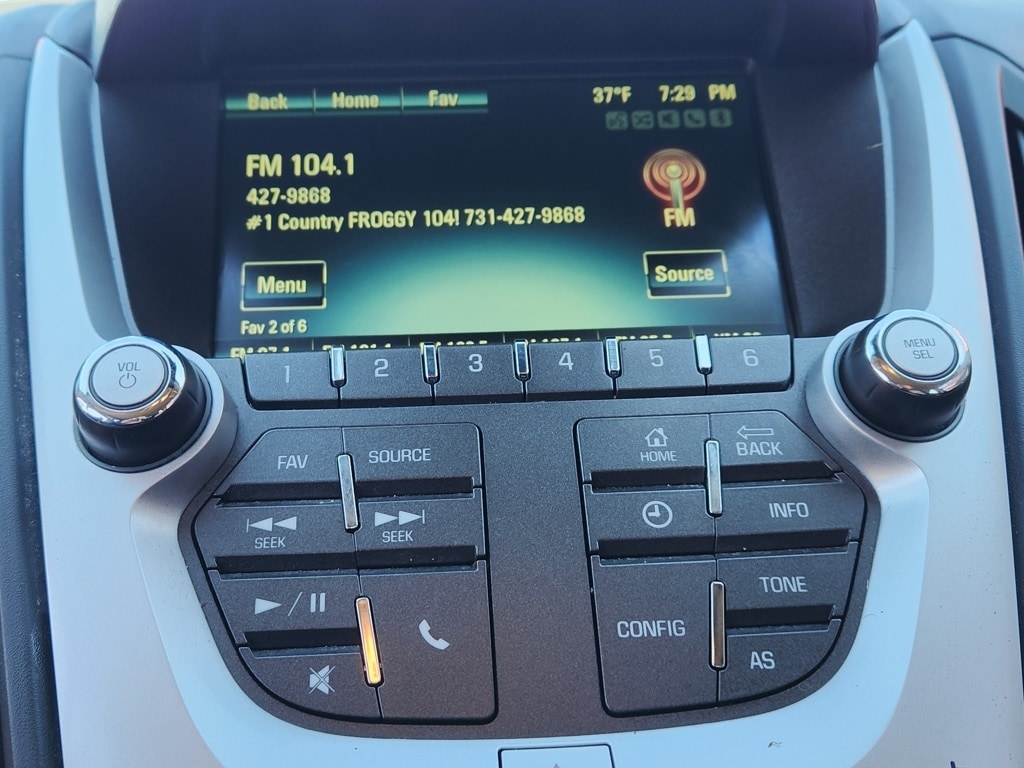 Back Home Fav 37°F 7:29 PM
FM 104.1
427-9868
#1 Country FROGGY 104! 731-427-9868
FM
Menu
Source
Fav 2 of 6
1 2 3 4 5 6
VOL
MENU
SEL
FAV SOURCE
SEEK SEEK
HOME BACK
INFO
TONE
CONFIG
AS